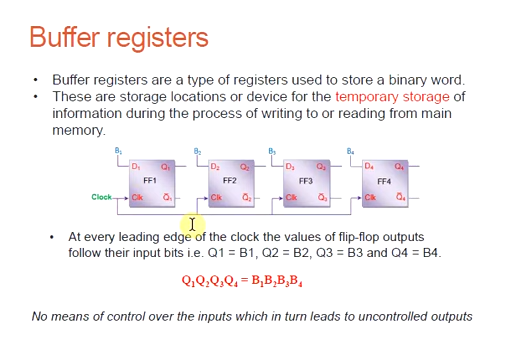 Buffer registers
• Buffer registers are a type of registers used to store a binary word.
• These are storage locations or device for the temporary storage of
information during the process of writing to or reading from main
memory.
B₁ B₂ B₃ B₄
D₁ Q₁ D₂ Q₂ D₃ Q₃ D₄ Q₄
FF1 FF2 FF3 FF4
Clock Clk Q̄₁ Clk Q̄₂ Clk Q̄₃ Clk Q̄₄
• At every leading edge of the clock the values of flip-flop outputs
follow their input bits i.e. Q1 = B1, Q2 = B2, Q3 = B3 and Q4 = B4.
Q₁Q₂Q₃Q₄ = B₁B₂B₃B₄
No means of control over the inputs which in turn leads to uncontrolled outputs